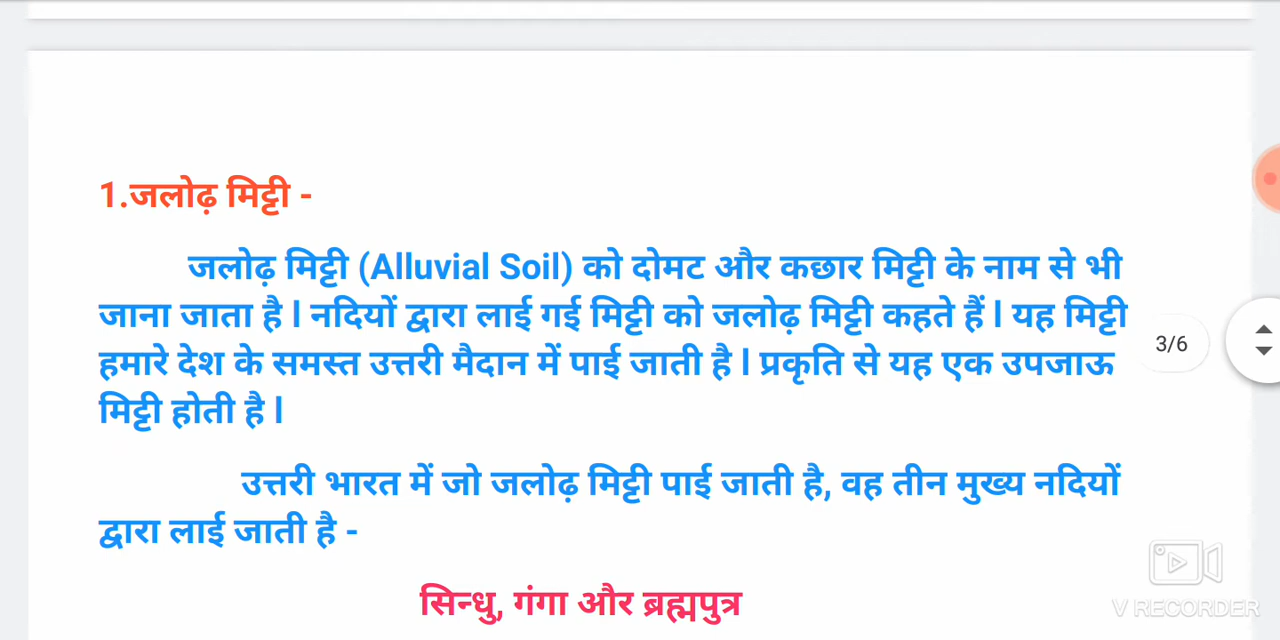 1.जलोढ़ मिट्टी -
जलोढ़ मिट्टी (Alluvial Soil) को दोमट और कछार मिट्टी के नाम से भी
जाना जाता है l नदियों द्वारा लाई गई मिट्टी को जलोढ़ मिट्टी कहते हैं l यह मिट्टी
हमारे देश के समस्त उत्तरी मैदान में पाई जाती है l प्रकृति से यह एक उपजाऊ
मिट्टी होती है l
3/6
उत्तरी भारत में जो जलोढ़ मिट्टी पाई जाती है, वह तीन मुख्य नदियों
द्वारा लाई जाती है -
सिन्धु, गंगा और ब्रह्मपुत्र
V RECORDER